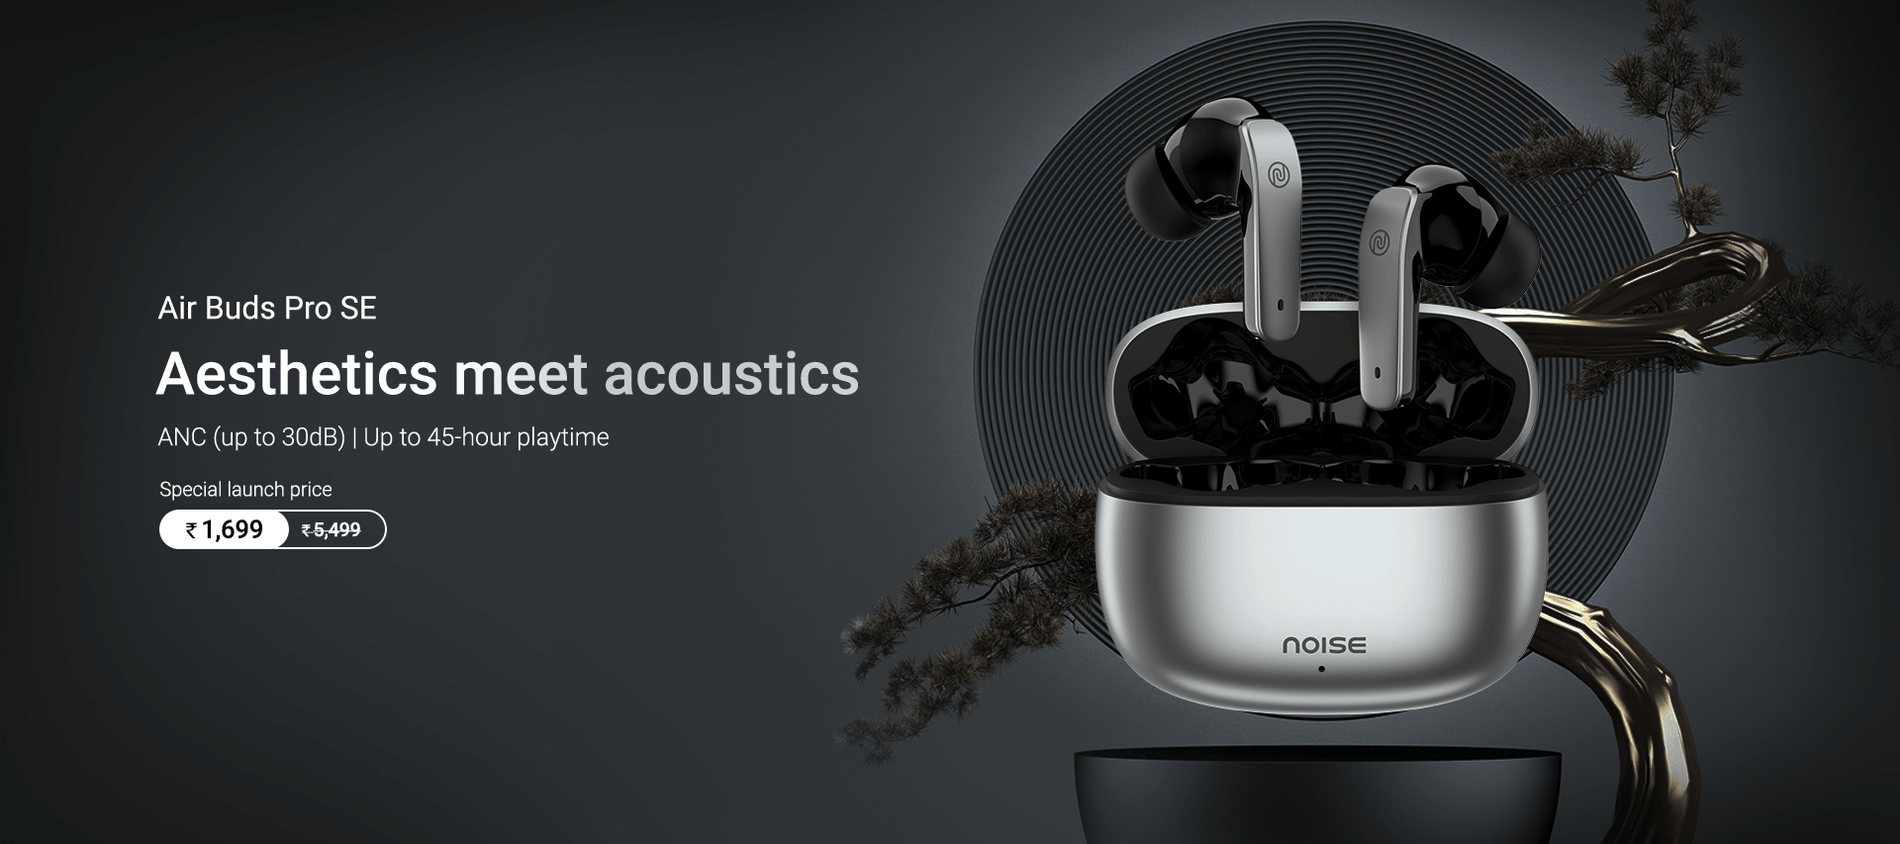 Air Buds Pro SE
Aesthetics meet acoustics
ANC (up to 30dB) | Up to 45-hour playtime
Special launch price
₹1,699 ₹5,499
NOISE